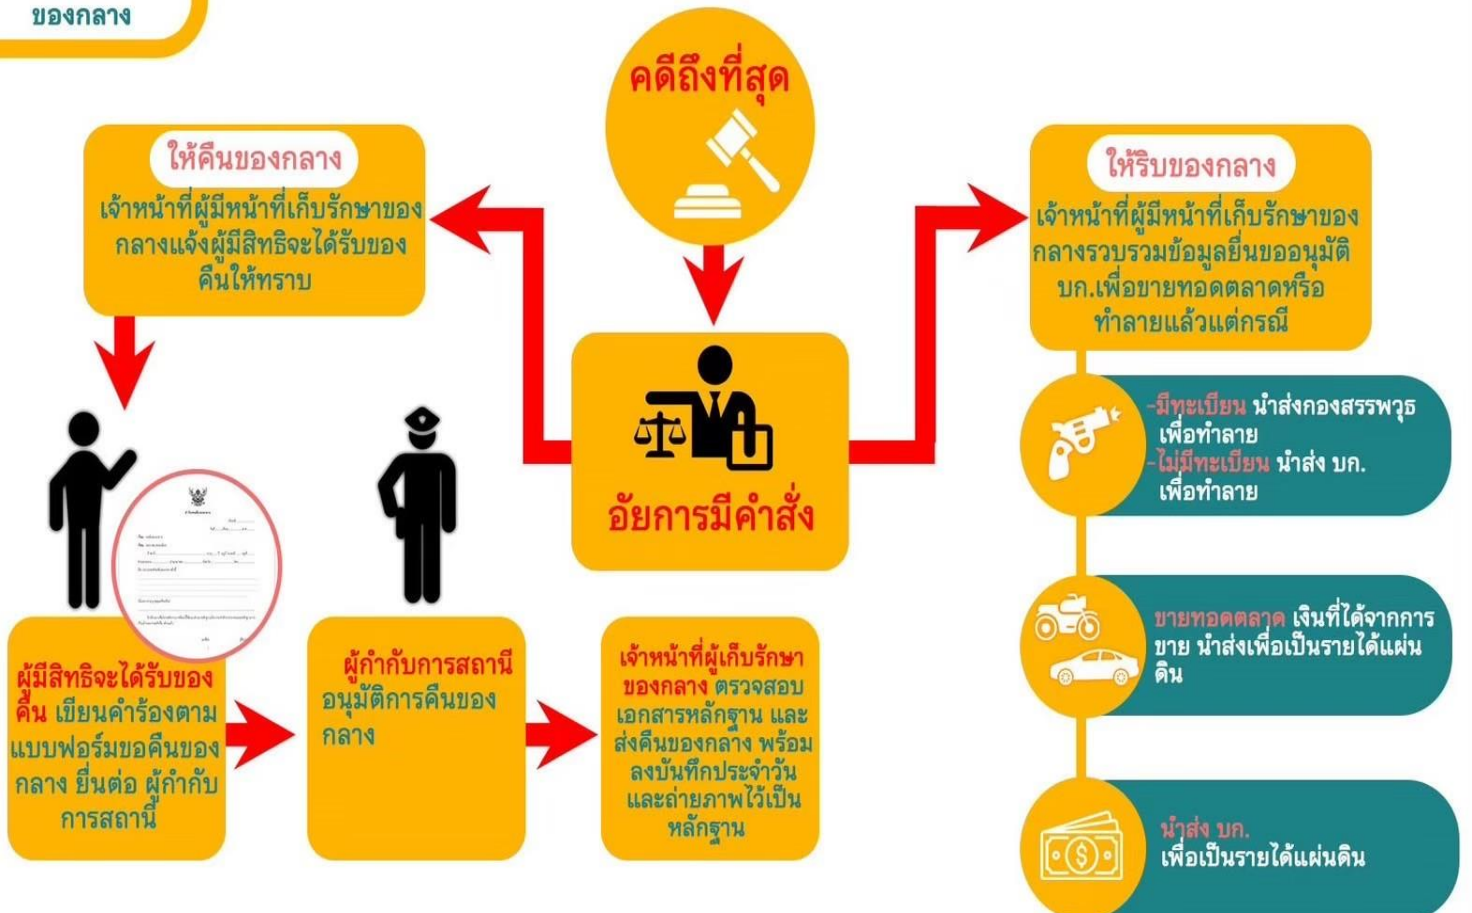 ของกลาง
คดีถึงที่สุด
ให้คืนของกลาง
เจ้าหน้าที่ผู้มีหน้าที่เก็บรักษาของ
กลางแจ้งผู้มีสิทธิจะได้รับของ
คืนให้ทราบ
ให้ริบของกลาง
เจ้าหน้าที่ผู้มีหน้าที่เก็บรักษาของ
กลางรวบรวมข้อมูลยื่นขออนุมัติ
บก.เพื่อขายทอดตลาดหรือ
ทำลายแล้วแต่กรณี
อัยการมีคำสั่ง
-มีทะเบียน นำส่งกองสรรพวุธ
เพื่อทำลาย
-ไม่มีทะเบียน นำส่ง บก.
เพื่อทำลาย
ขายทอดตลาด เงินที่ได้จากการ
ขาย นำส่งเพื่อเป็นรายได้แผ่น
ดิน
นำส่ง บก.
เพื่อเป็นรายได้แผ่นดิน
ผู้มีสิทธิจะได้รับของ
คืน เขียนคำร้องตาม
แบบฟอร์มขอคืนของ
กลาง ยื่นต่อ ผู้กำกับ
การสถานี
ผู้กำกับการสถานี
อนุมัติการคืนของ
กลาง
เจ้าหน้าที่ผู้เก็บรักษา
ของกลาง ตรวจสอบ
เอกสารหลักฐาน และ
ส่งคืนของกลาง พร้อม
ลงบันทึกประจำวัน
และถ่ายภาพไว้เป็น
หลักฐาน